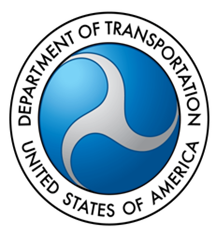 DEPARTMENT OF TRANSPORTATION
UNITED STATES OF AMERICA